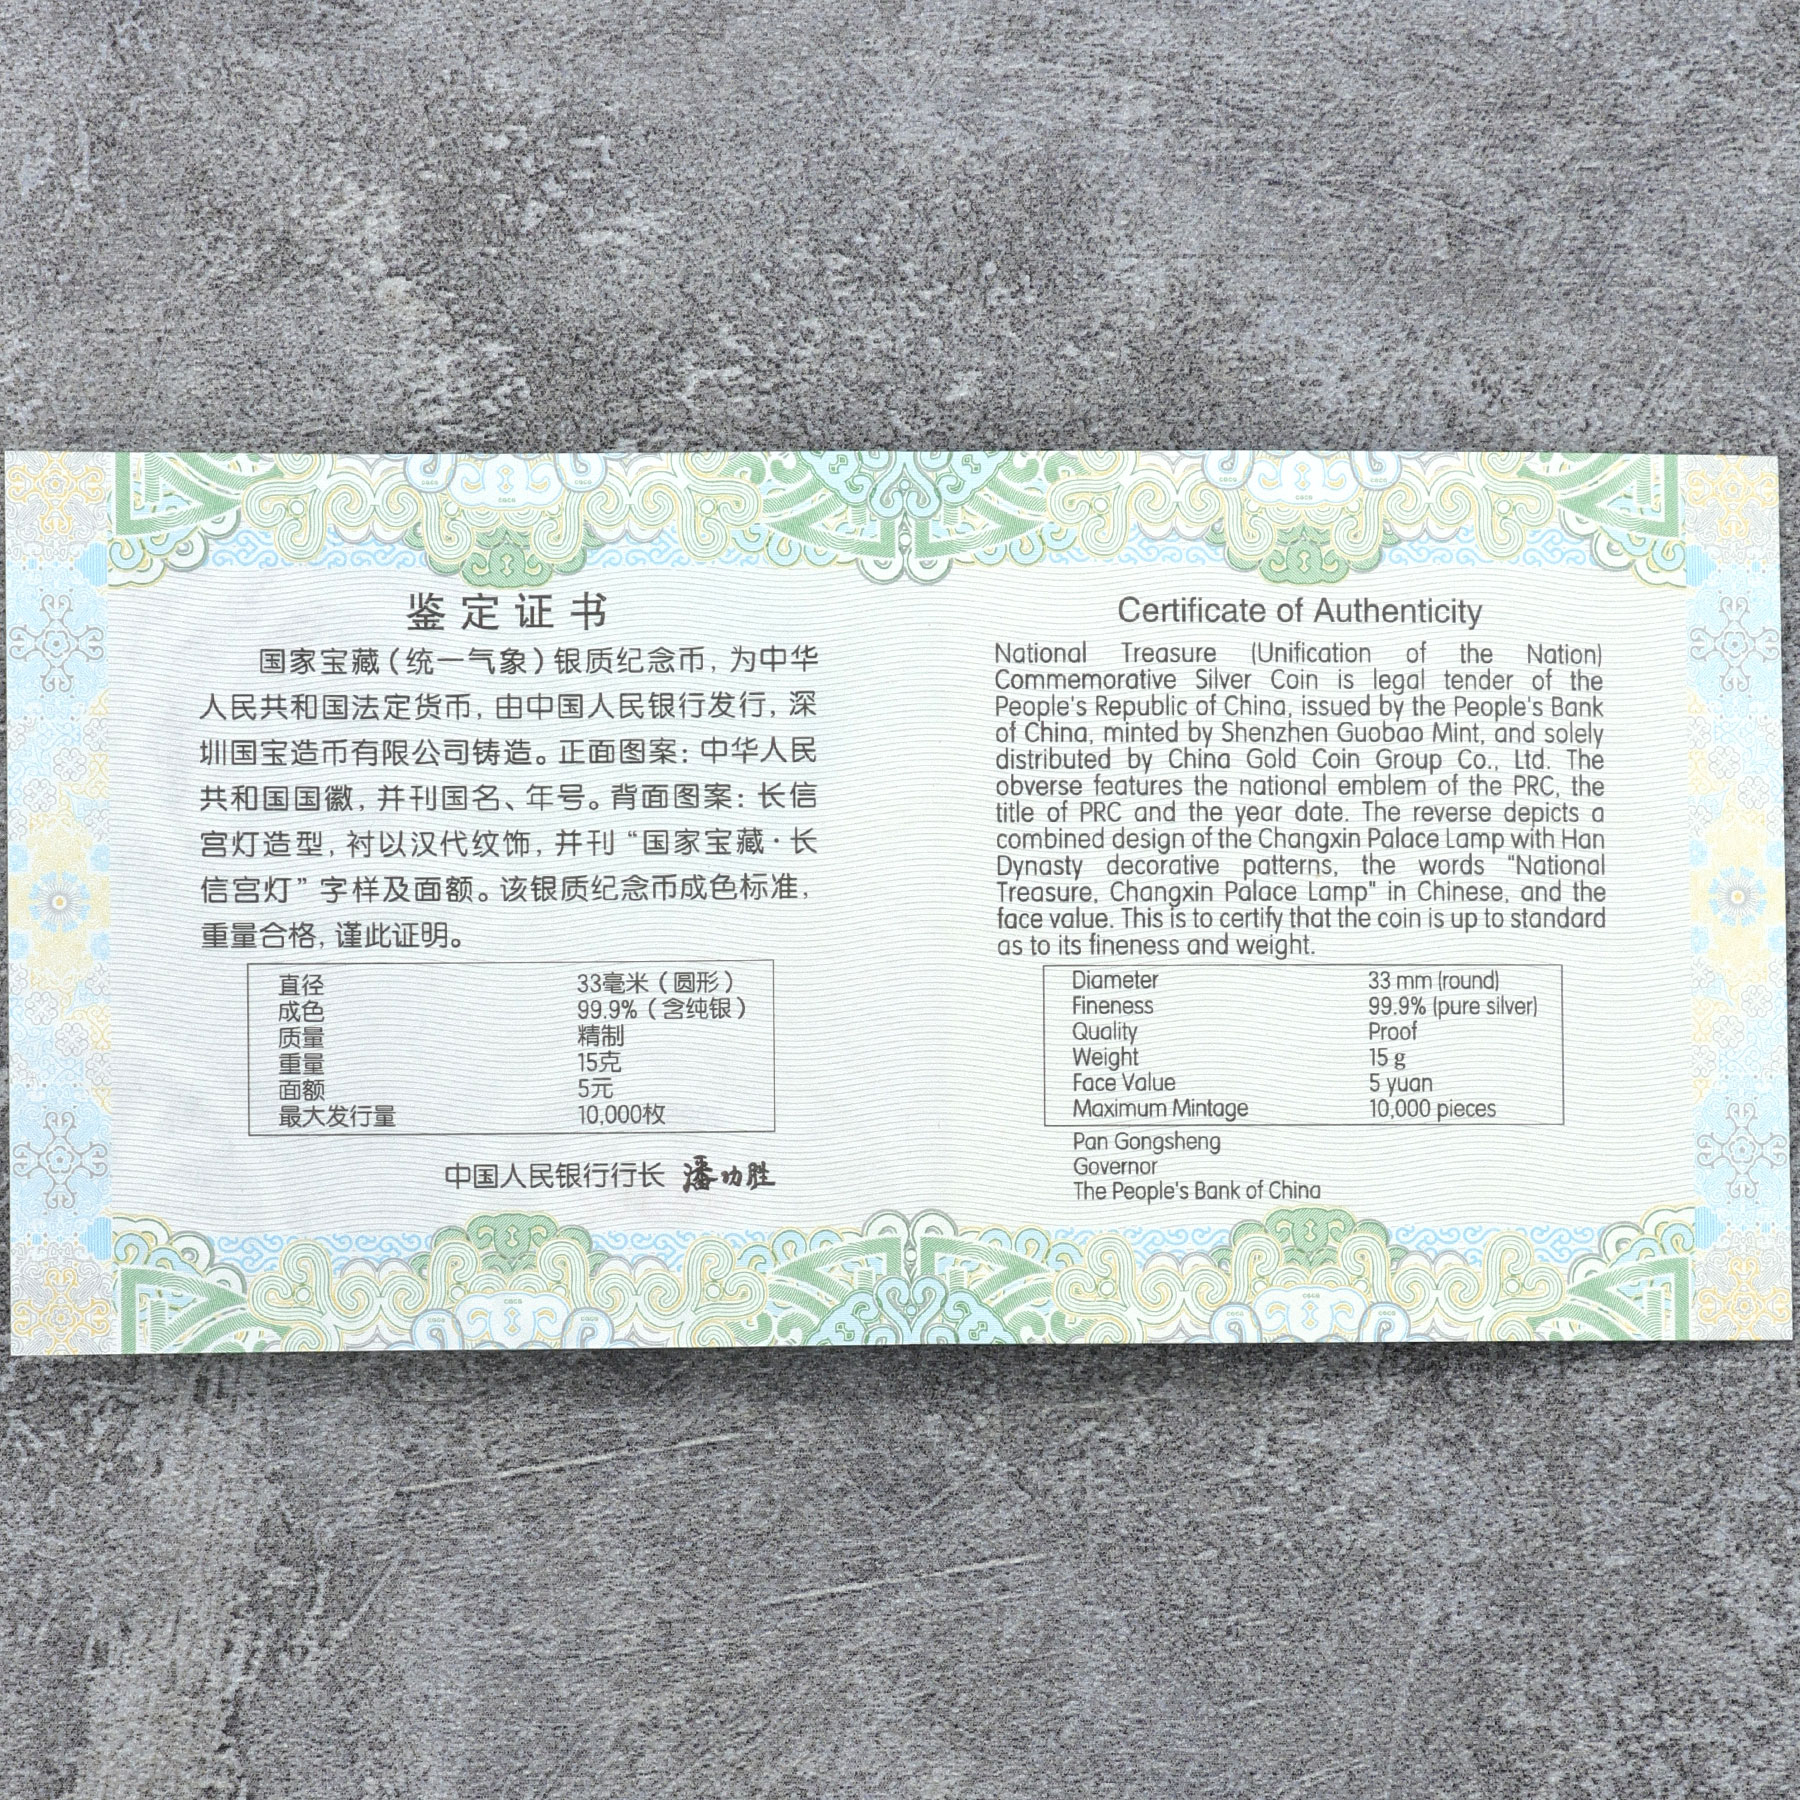 鉴定证书
国家宝藏(统一气象)银质纪念币,为中华
人民共和国法定货币,由中国人民银行发行,深
圳国宝造币有限公司铸造。正面图案:中华人民
共和国国徽,并刊国名、年号。背面图案:长信
宫灯造型,衬以汉代纹饰,并刊“国家宝藏·长
信宫灯”字样及面额。该银质纪念币成色标准,
重量合格,谨此证明。
直径 33毫米(圆形)
成色 99.9%(含纯银)
质量 精制
重量 15克
面额 5元
最大发行量 10,000枚
中国人民银行行长 潘功胜
Certificate of Authenticity
National Treasure (Unification of the Nation)
Commemorative Silver Coin is legal tender of the
People's Republic of China, issued by the People's Bank
of China, minted by Shenzhen Guobao Mint, and solely
distributed by China Gold Coin Group Co., Ltd. The
obverse features the national emblem of the PRC, the
title of PRC and the year date. The reverse depicts a
combined design of the Changxin Palace Lamp with Han
Dynasty decorative patterns, the words "National
Treasure, Changxin Palace Lamp" in Chinese, and the
face value. This is to certify that the coin is up to standard
as to its fineness and weight.
Diameter 33 mm (round)
Fineness 99.9% (pure silver)
Quality Proof
Weight 15 g
Face Value 5 yuan
Maximum Mintage 10,000 pieces
Pan Gongsheng
Governor
The People's Bank of China